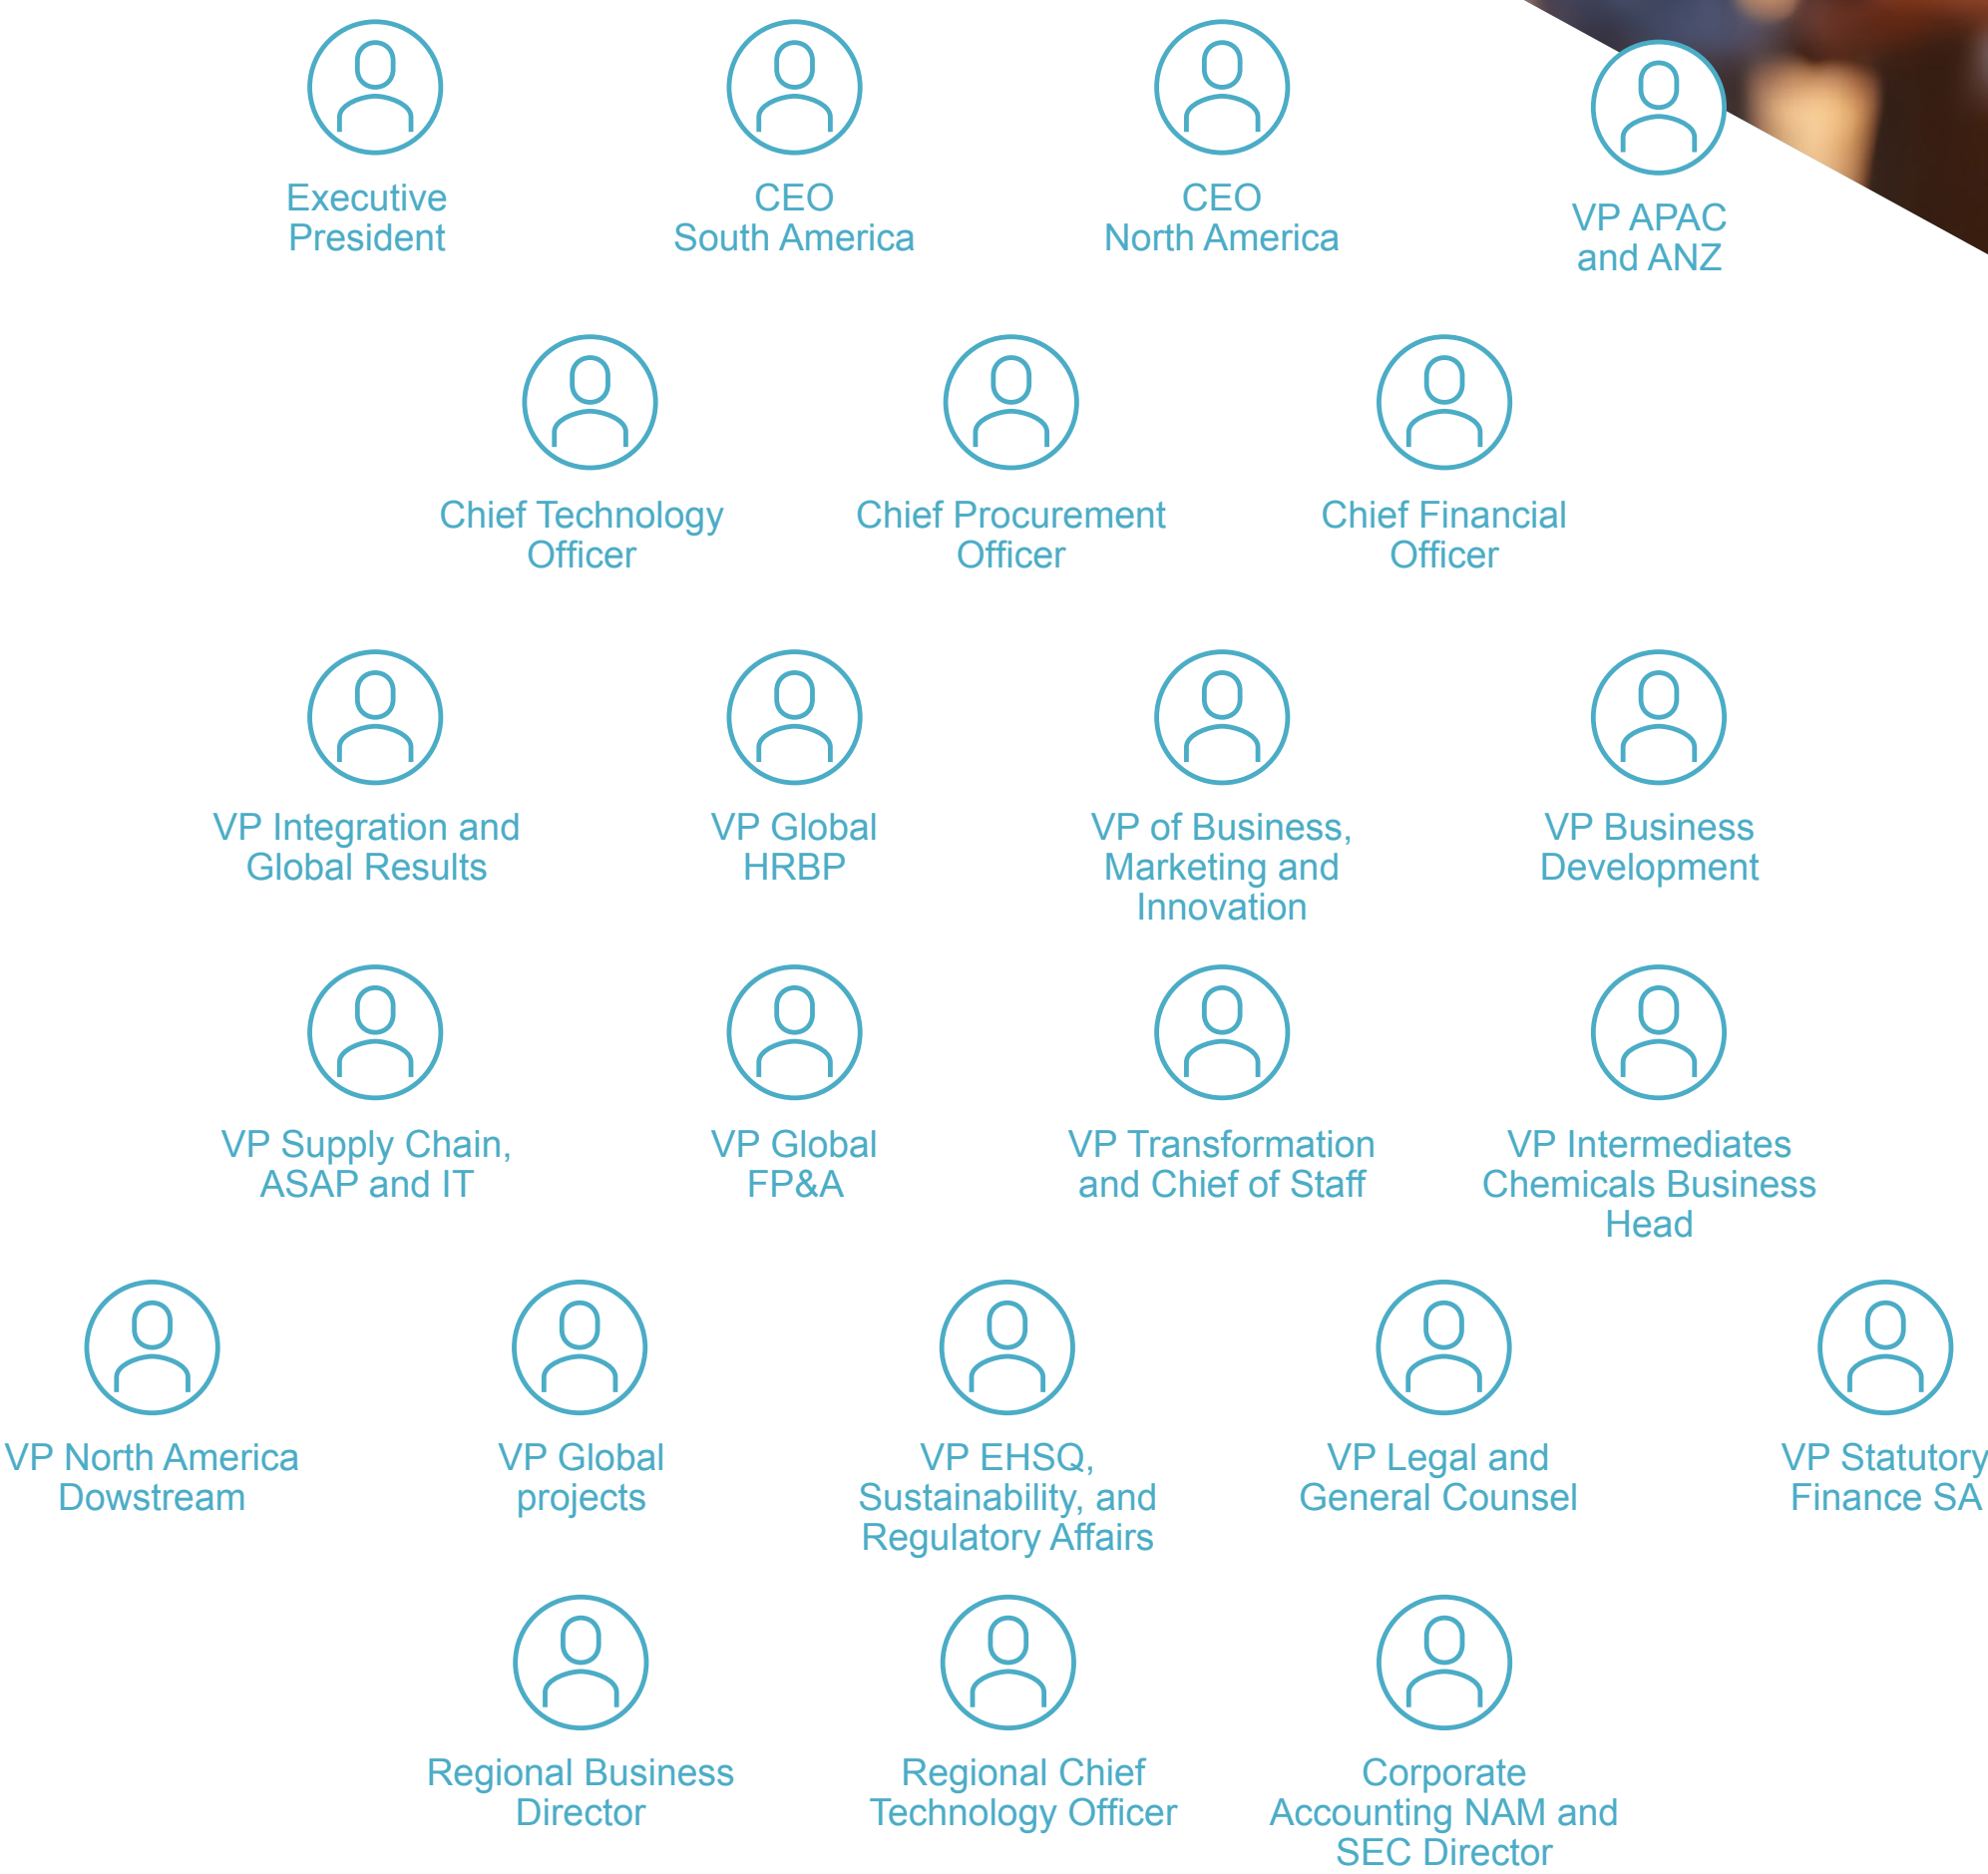 Executive
President
CEO
South America
CEO
North America
VP APAC
and ANZ
Chief Technology
Officer
Chief Procurement
Officer
Chief Financial
Officer
VP Integration and
Global Results
VP Global
HRBP
VP of Business,
Marketing and
Innovation
VP Business
Development
VP Supply Chain,
ASAP and IT
VP Global
FP&A
VP Transformation
and Chief of Staff
VP Intermediates
Chemicals Business
Head
VP North America
Dowstream
VP Global
projects
VP EHSQ,
Sustainability, and
Regulatory Affairs
VP Legal and
General Counsel
VP Statutory
Finance SA
Regional Business
Director
Regional Chief
Technology Officer
Corporate
Accounting NAM and
SEC Director